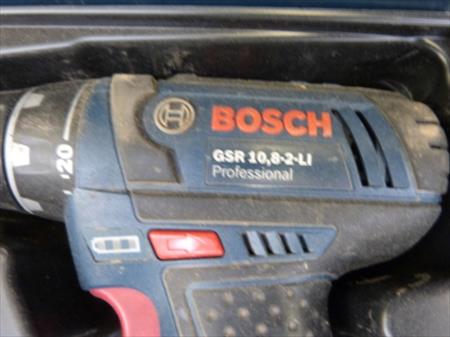 BOSCH
GSR 10,8-2-LI
Professional
20